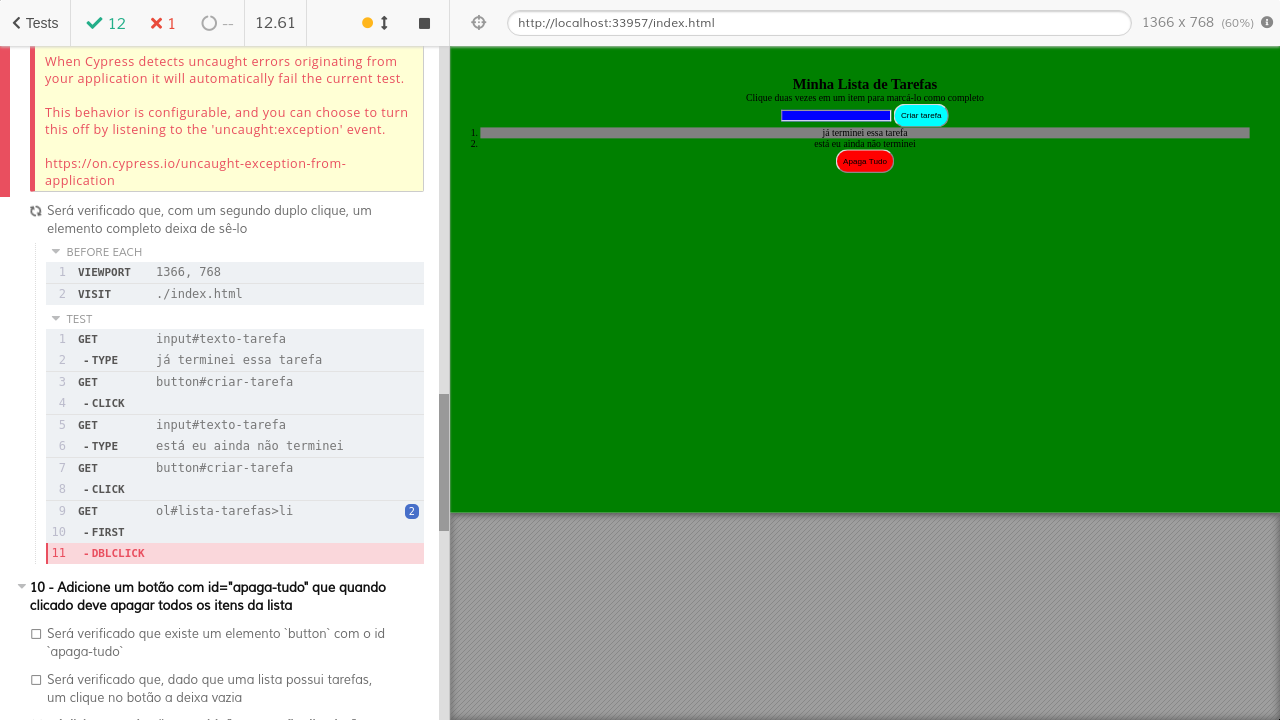 Tests
12
1
--
12.61
http://localhost:33957/index.html
1366 x 768 (60%)
When Cypress detects uncaught errors originating from
your application it will automatically fail the current test.
This behavior is configurable, and you can choose to turn
this off by listening to the 'uncaught:exception' event.
https://on.cypress.io/uncaught-exception-from-
application
Será verificado que, com um segundo duplo clique, um
elemento completo deixa de sê-lo
BEFORE EACH
1 VIEWPORT 1366, 768
2 VISIT ./index.html
TEST
1 GET input#texto-tarefa
2 - TYPE já terminei essa tarefa
3 GET button#criar-tarefa
4 - CLICK
5 GET input#texto-tarefa
6 - TYPE está eu ainda não terminei
7 GET button#criar-tarefa
8 - CLICK
9 GET ol#lista-tarefas>li 2
10 - FIRST
11 - DBLCLICK
10 - Adicione um botão com id="apaga-tudo" que quando
clicado deve apagar todos os itens da lista
Será verificado que existe um elemento `button` com o id
`apaga-tudo`
Será verificado que, dado que uma lista possui tarefas,
um clique no botão a deixa vazia
Minha Lista de Tarefas
Clique duas vezes em um item para marcá-lo como completo
Criar tarefa
1. já terminei essa tarefa
2. está eu ainda não terminei
Apaga Tudo